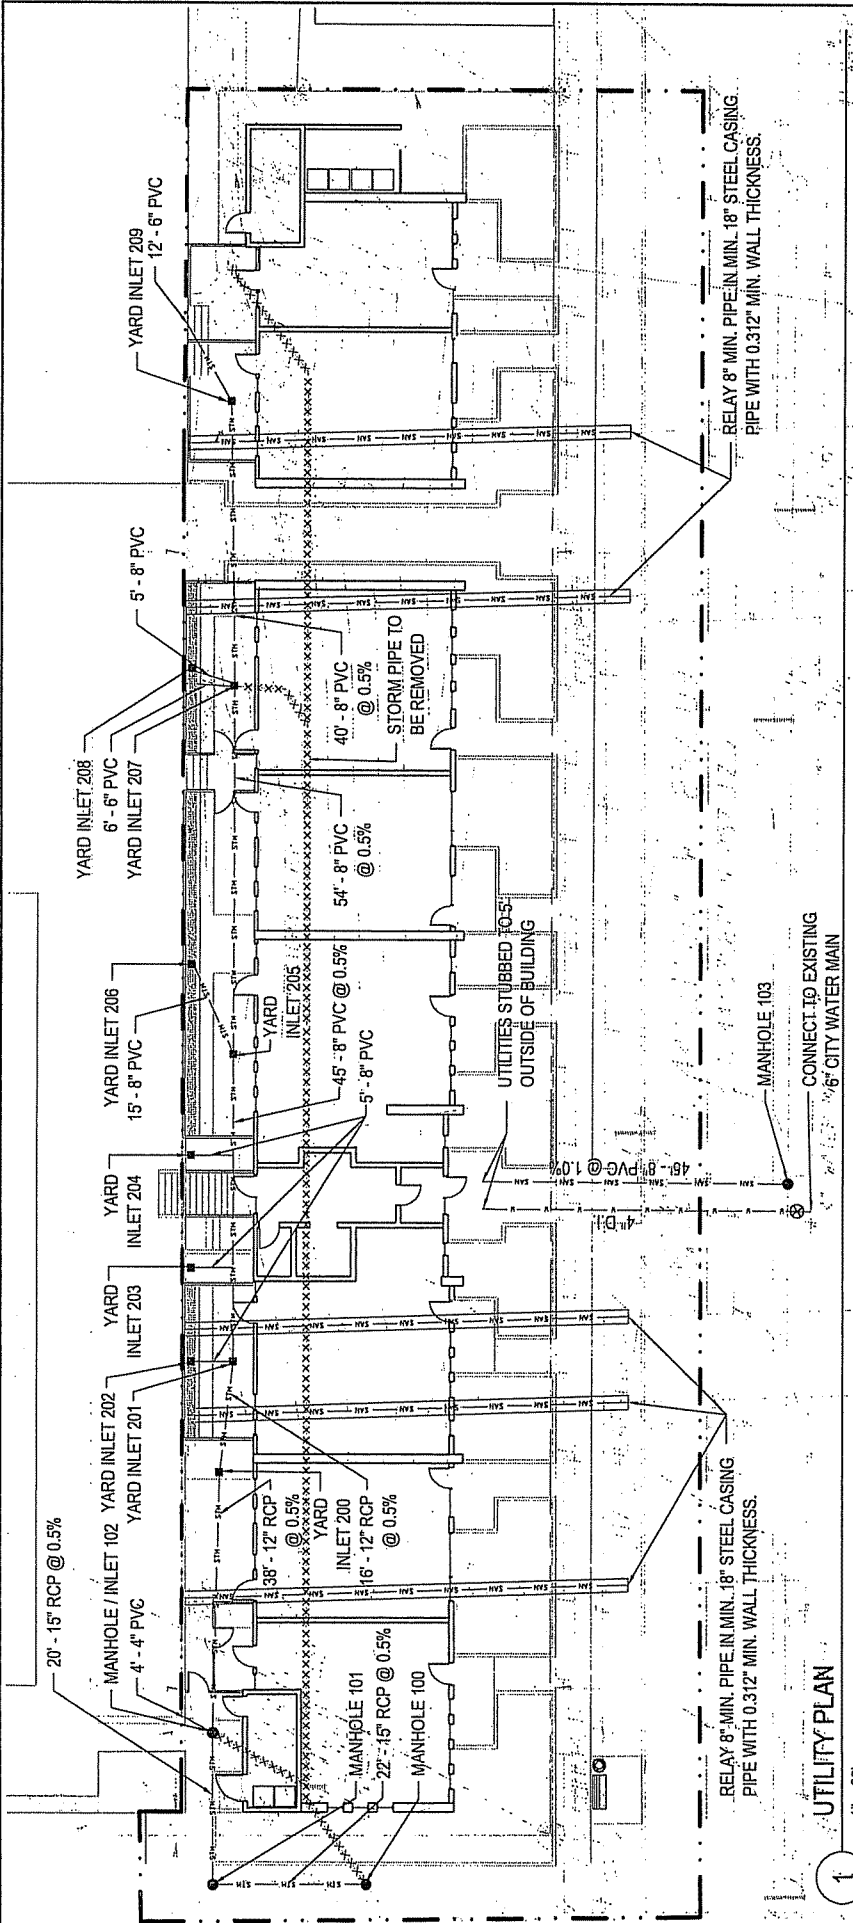 YARD INLET 209
12' - 6" PVC
5' - 8" PVC
YARD INLET 208
6' - 6" PVC
YARD INLET 207
40' - 8" PVC
@ 0.5%
STORM PIPE TO
BE REMOVED
54' - 8" PVC
@ 0.5%
YARD INLET 206
15' - 8" PVC
YARD
INLET 205
45' - 8" PVC @ 0.5%
5' - 8" PVC
YARD
INLET 204
YARD
INLET 203
YARD INLET 202
YARD INLET 201
MANHOLE / INLET 102
4' - 4" PVC
20' - 15" RCP @ 0.5%
38' - 12" RCP
@ 0.5%
YARD
INLET 200
16' - 12" RCP
@ 0.5%
MANHOLE 101
22' - 15" RCP @ 0.5%
MANHOLE 100
UTILITIES STUBBED TO 5'
OUTSIDE OF BUILDING
45' - 8" PVC @ 1.0%
4" D.I.
MANHOLE 103
CONNECT TO EXISTING
6" CITY WATER MAIN
RELAY 8" MIN. PIPE IN MIN. 18" STEEL CASING
PIPE WITH 0.312" MIN. WALL THICKNESS.
RELAY 8" MIN. PIPE IN MIN. 18" STEEL CASING
PIPE WITH 0.312" MIN. WALL THICKNESS.
STM
SAN
W
1
UTILITY PLAN